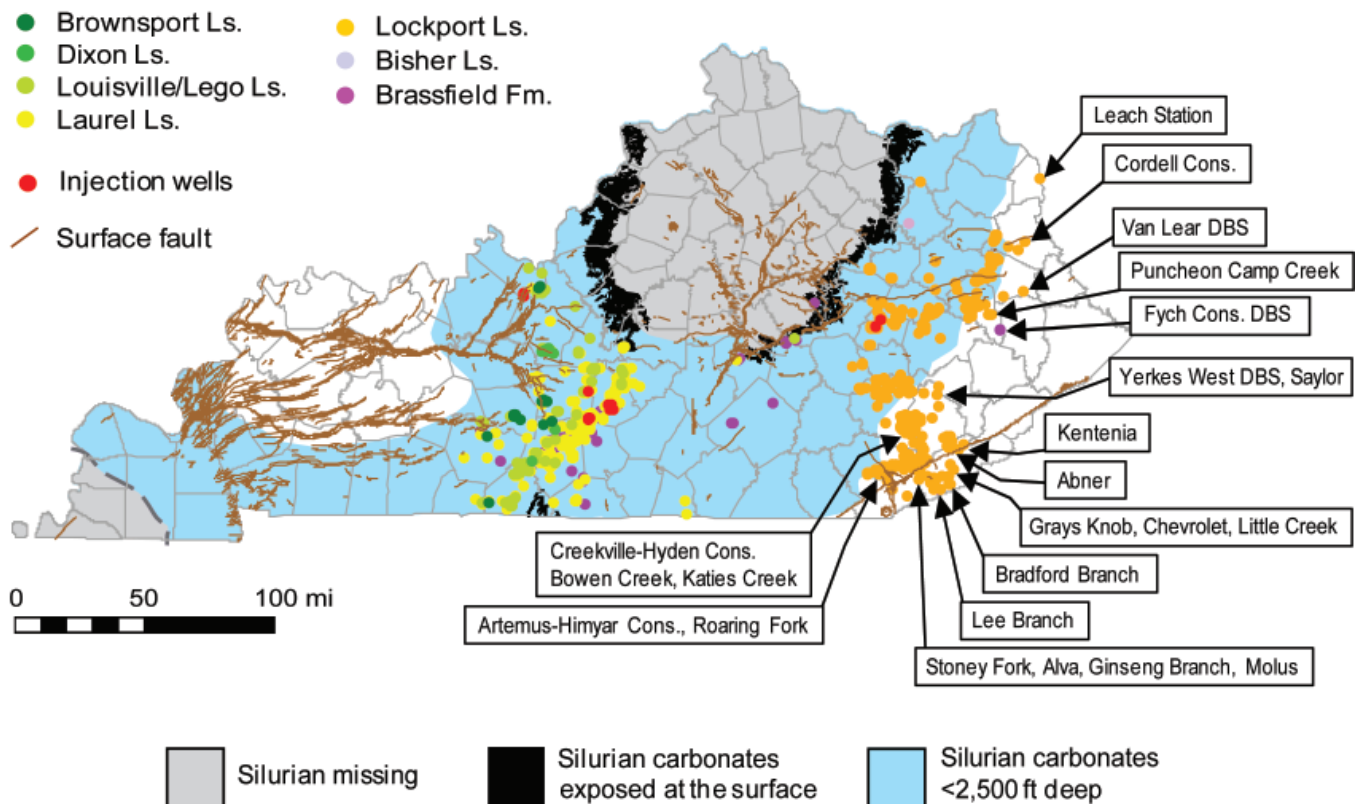 Brownsport Ls.
Dixon Ls.
Louisville/Lego Ls.
Laurel Ls.
Lockport Ls.
Bisher Ls.
Brassfield Fm.
Injection wells
Surface fault
Leach Station
Cordell Cons.
Van Lear DBS
Puncheon Camp Creek
Fych Cons. DBS
Yerkes West DBS, Saylor
Kentenia
Abner
Grays Knob, Chevrolet, Little Creek
Bradford Branch
Lee Branch
Stoney Fork, Alva, Ginseng Branch, Molus
Creekville-Hyden Cons.
Bowen Creek, Katies Creek
Artemus-Himyar Cons., Roaring Fork
0 50 100 mi
Silurian missing
Silurian carbonates
exposed at the surface
Silurian carbonates
<2,500 ft deep